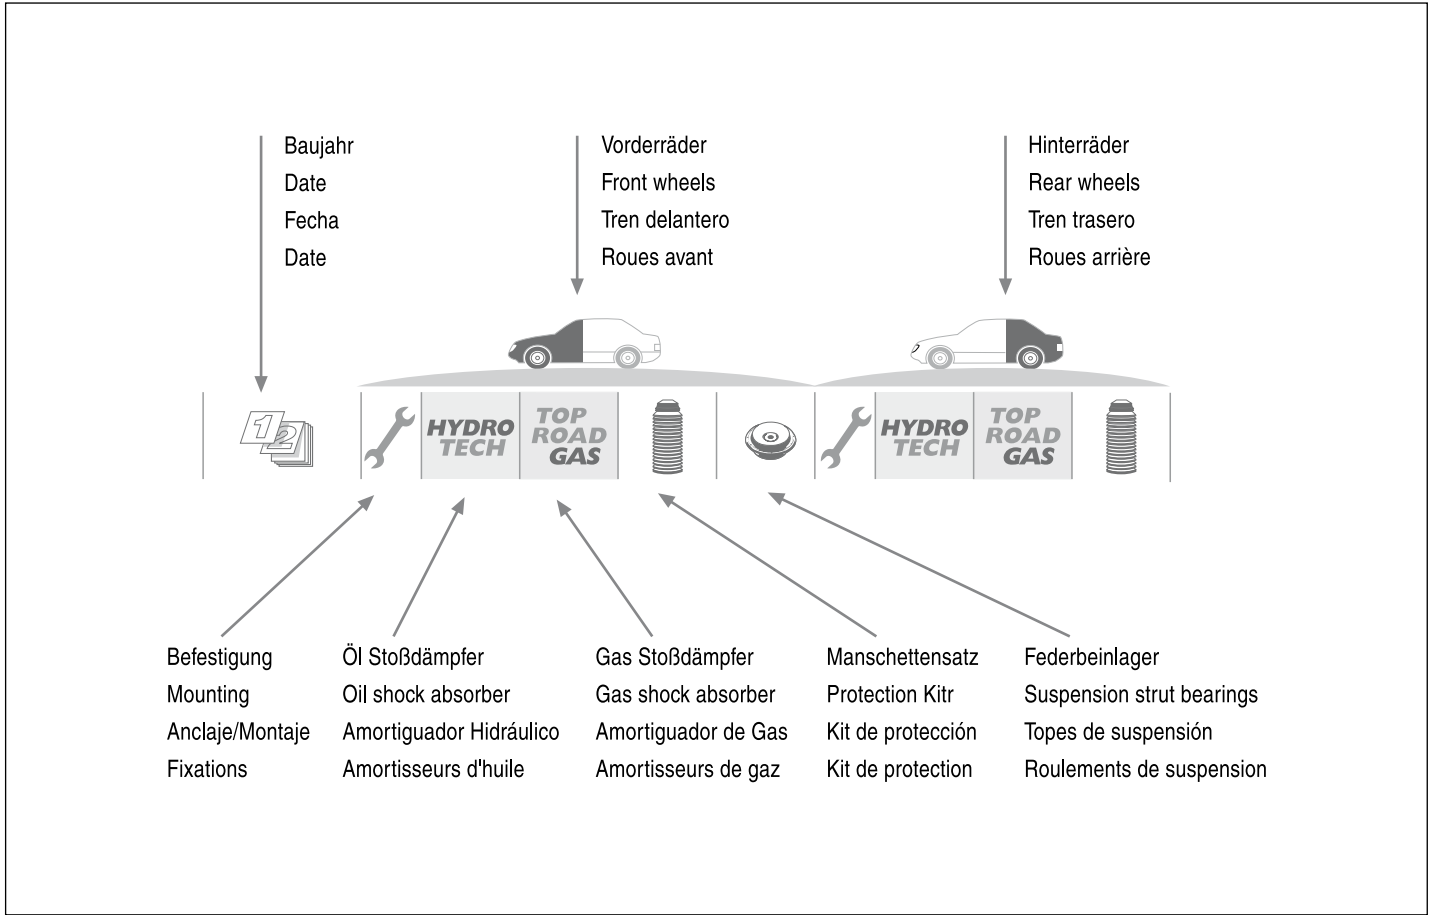 Baujahr
Date
Fecha
Date
Vorderräder
Front wheels
Tren delantero
Roues avant
Hinterräder
Rear wheels
Tren trasero
Roues arrière
1
2
HYDRO
TECH
TOP
ROAD
GAS
HYDRO
TECH
TOP
ROAD
GAS
Befestigung
Mounting
Anclaje/Montaje
Fixations
Öl Stoßdämpfer
Oil shock absorber
Amortiguador Hidráulico
Amortisseurs d'huile
Gas Stoßdämpfer
Gas shock absorber
Amortiguador de Gas
Amortisseurs de gaz
Manschettensatz
Protection Kitr
Kit de protección
Kit de protection
Federbeinlager
Suspension strut bearings
Topes de suspensión
Roulements de suspension